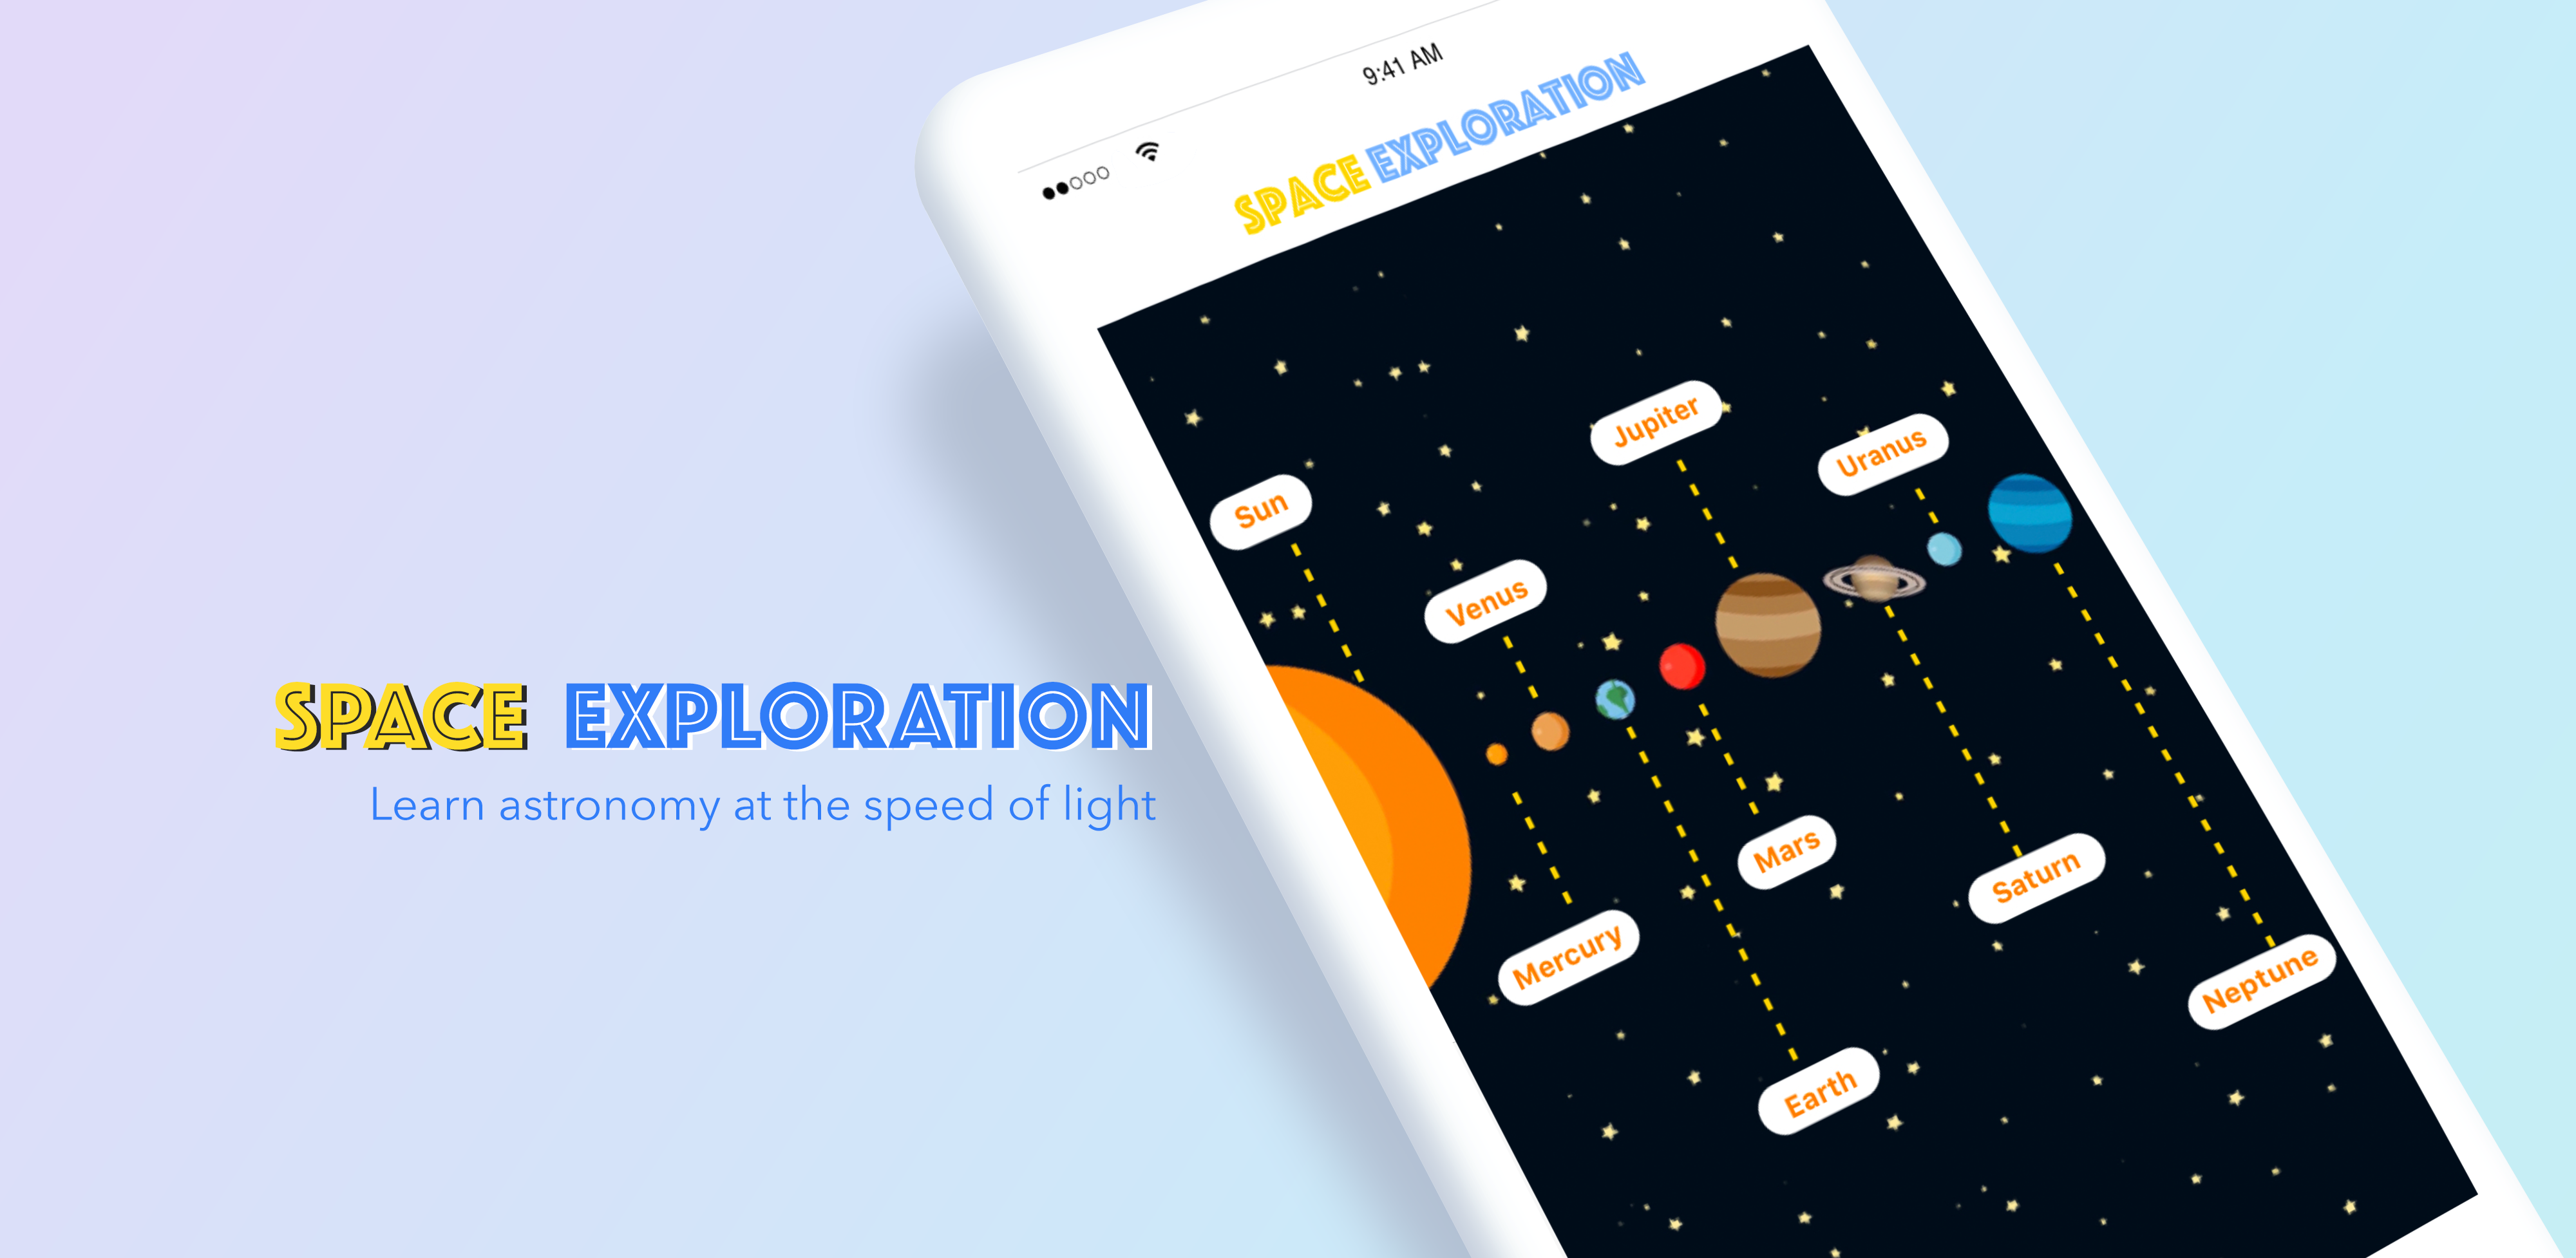 9:41 AM
SPACE EXPLORATION
Jupiter
Uranus
Sun
Venus
SPACE EXPLORATION
Learn astronomy at the speed of light
Mars
Saturn
Mercury
Neptune
Earth